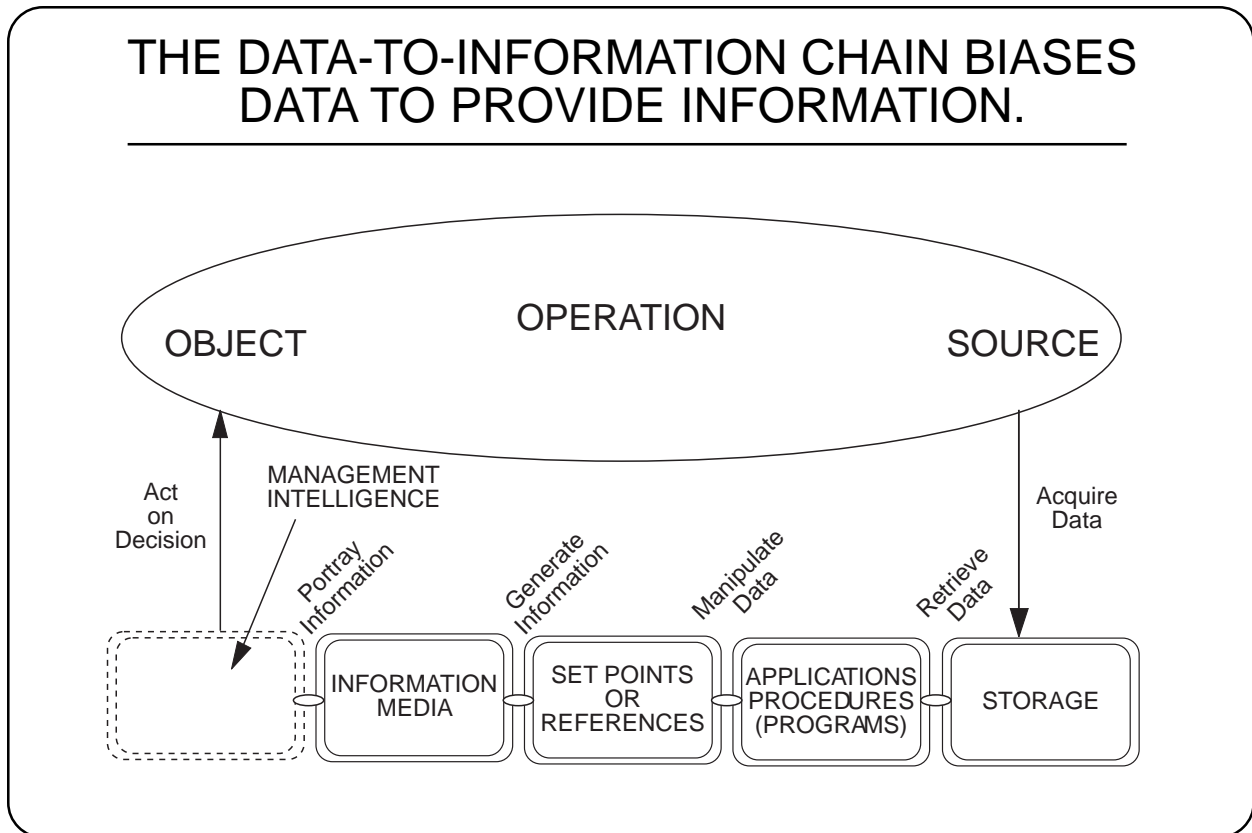 THE DATA-TO-INFORMATION CHAIN BIASES
DATA TO PROVIDE INFORMATION.
OPERATION
OBJECT
SOURCE
MANAGEMENT
INTELLIGENCE
Act
on
Decision
Acquire
Data
Portray
Information
Generate
Information
Manipulate
Data
Retrieve
Data
INFORMATION
MEDIA
SET POINTS
OR
REFERENCES
APPLICATIONS
PROCEDURES
(PROGRAMS)
STORAGE